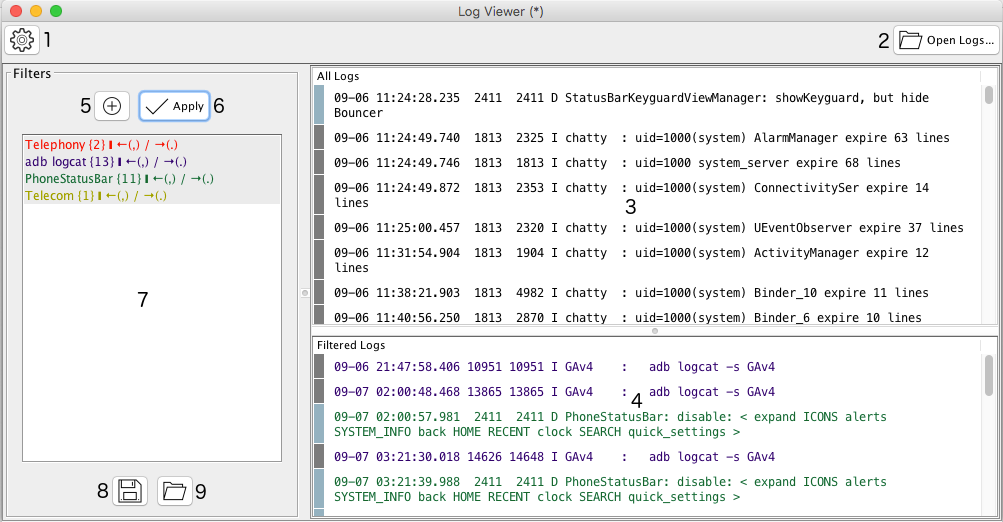 Log Viewer (*)
1
2 Open Logs...
Filters
5 6 Apply
Telephony {2} ←(,) / →(.)
adb logcat {13} ←(,) / →(.)
PhoneStatusBar {11} ←(,) / →(.)
Telecom {1} ←(,) / →(.)
7
8 9
All Logs
09-06 11:24:28.235  2411  2411 D StatusBarKeyguardViewManager: showKeyguard, but hide
Bouncer
09-06 11:24:49.740  1813  2325 I chatty  : uid=1000(system) AlarmManager expire 63 lines
09-06 11:24:49.746  1813  1813 I chatty  : uid=1000 system_server expire 68 lines
09-06 11:24:49.872  1813  2353 I chatty  : uid=1000(system) ConnectivitySer expire 14
lines
3
09-06 11:25:00.457  1813  2320 I chatty  : uid=1000(system) UEventObserver expire 37 lines
09-06 11:31:54.904  1813  1904 I chatty  : uid=1000(system) ActivityManager expire 12
lines
09-06 11:38:21.903  1813  4982 I chatty  : uid=1000(system) Binder_10 expire 11 lines
09-06 11:40:56.250  1813  2870 I chatty  : uid=1000(system) Binder_6 expire 10 lines
Filtered Logs
09-06 21:47:58.406 10951 10951 I GAv4    :   adb logcat -s GAv4
09-07 02:00:48.468 13865 13865 I GAv4    :   adb logcat -s GAv4
4
09-07 02:00:57.981  2411  2411 D PhoneStatusBar: disable: < expand ICONS alerts
SYSTEM_INFO back HOME RECENT clock SEARCH quick_settings >
09-07 03:21:30.018 14626 14648 I GAv4    :   adb logcat -s GAv4
09-07 03:21:39.988  2411  2411 D PhoneStatusBar: disable: < expand ICONS alerts
SYSTEM_INFO back HOME RECENT clock SEARCH quick_settings >